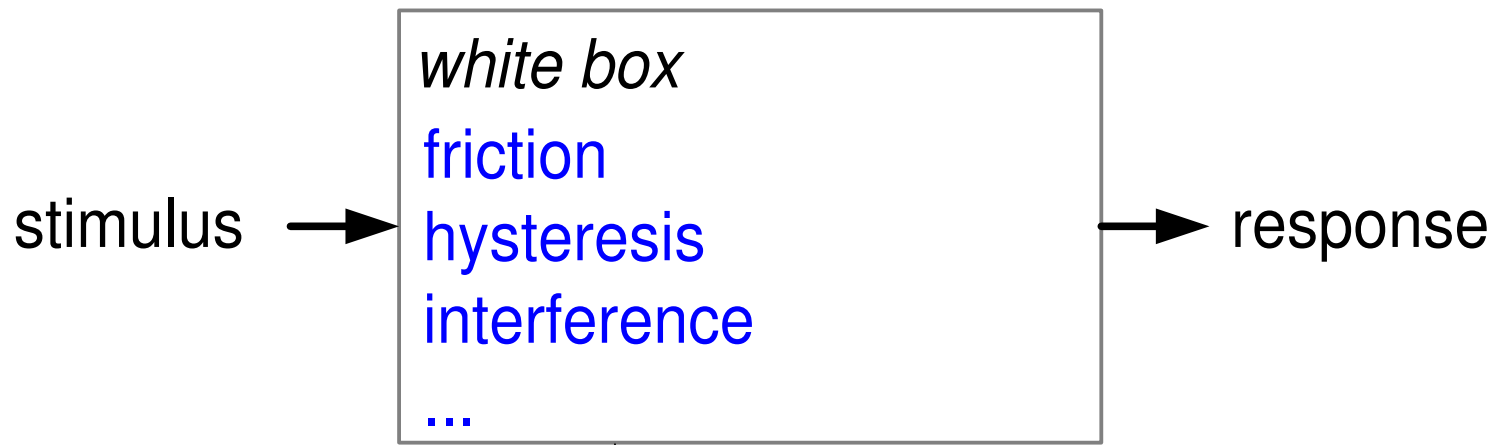 white box
friction
stimulus
hysteresis
response
interference
...